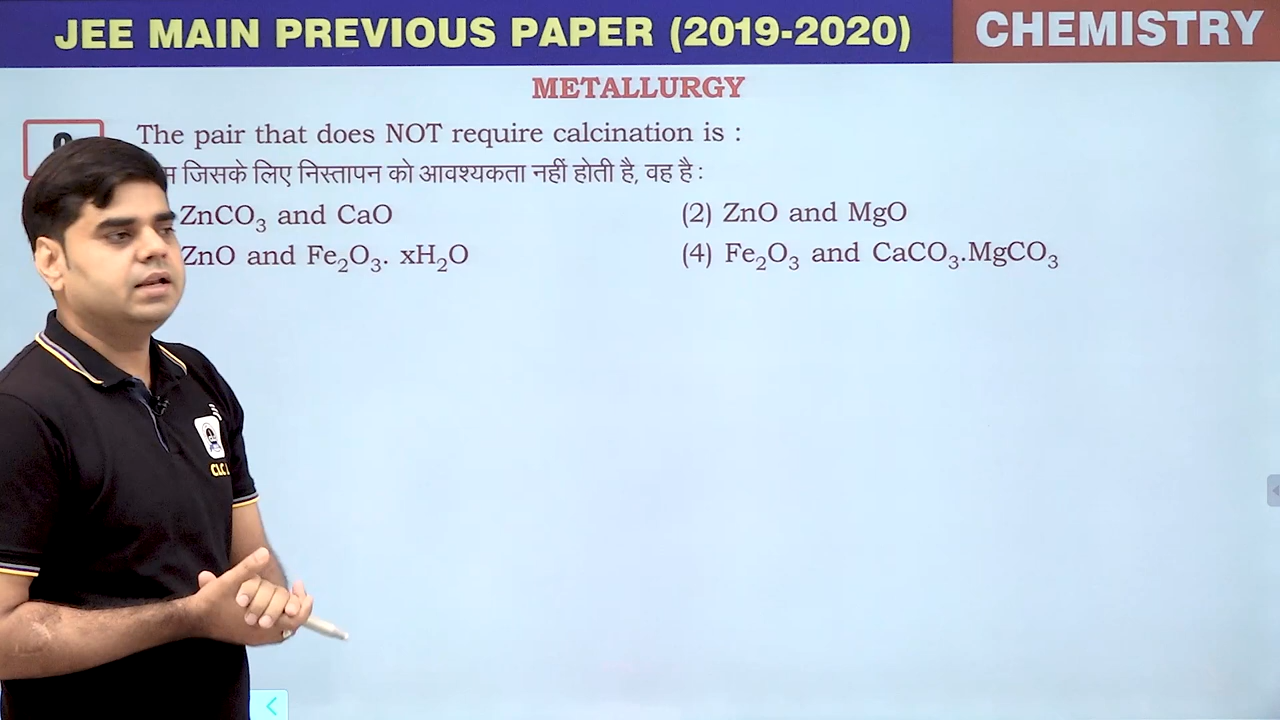 JEE MAIN PREVIOUS PAPER (2019-2020)
CHEMISTRY
METALLURGY
The pair that does NOT require calcination is :
जिसके लिए निस्तापन को आवश्यकता नहीं होती है, वह है :
ZnCO₃ and CaO
(2) ZnO and MgO
ZnO and Fe₂O₃. xH₂O
(4) Fe₂O₃ and CaCO₃.MgCO₃